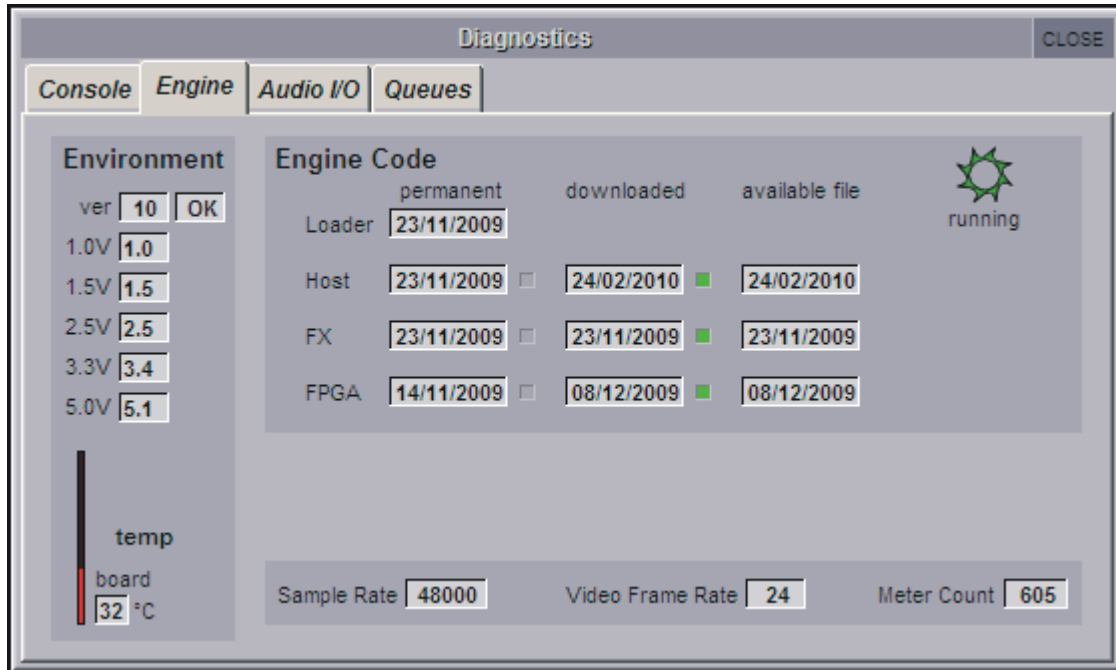 Diagnostics CLOSE
Console Engine Audio I/O Queues
Environment
ver 10 OK
1.0V 1.0
1.5V 1.5
2.5V 2.5
3.3V 3.4
5.0V 5.1
temp
board
32 °C
Engine Code
permanent downloaded available file
running
Loader 23/11/2009
Host 23/11/2009 24/02/2010 24/02/2010
FX 23/11/2009 23/11/2009 23/11/2009
FPGA 14/11/2009 08/12/2009 08/12/2009
Sample Rate 48000 Video Frame Rate 24 Meter Count 605